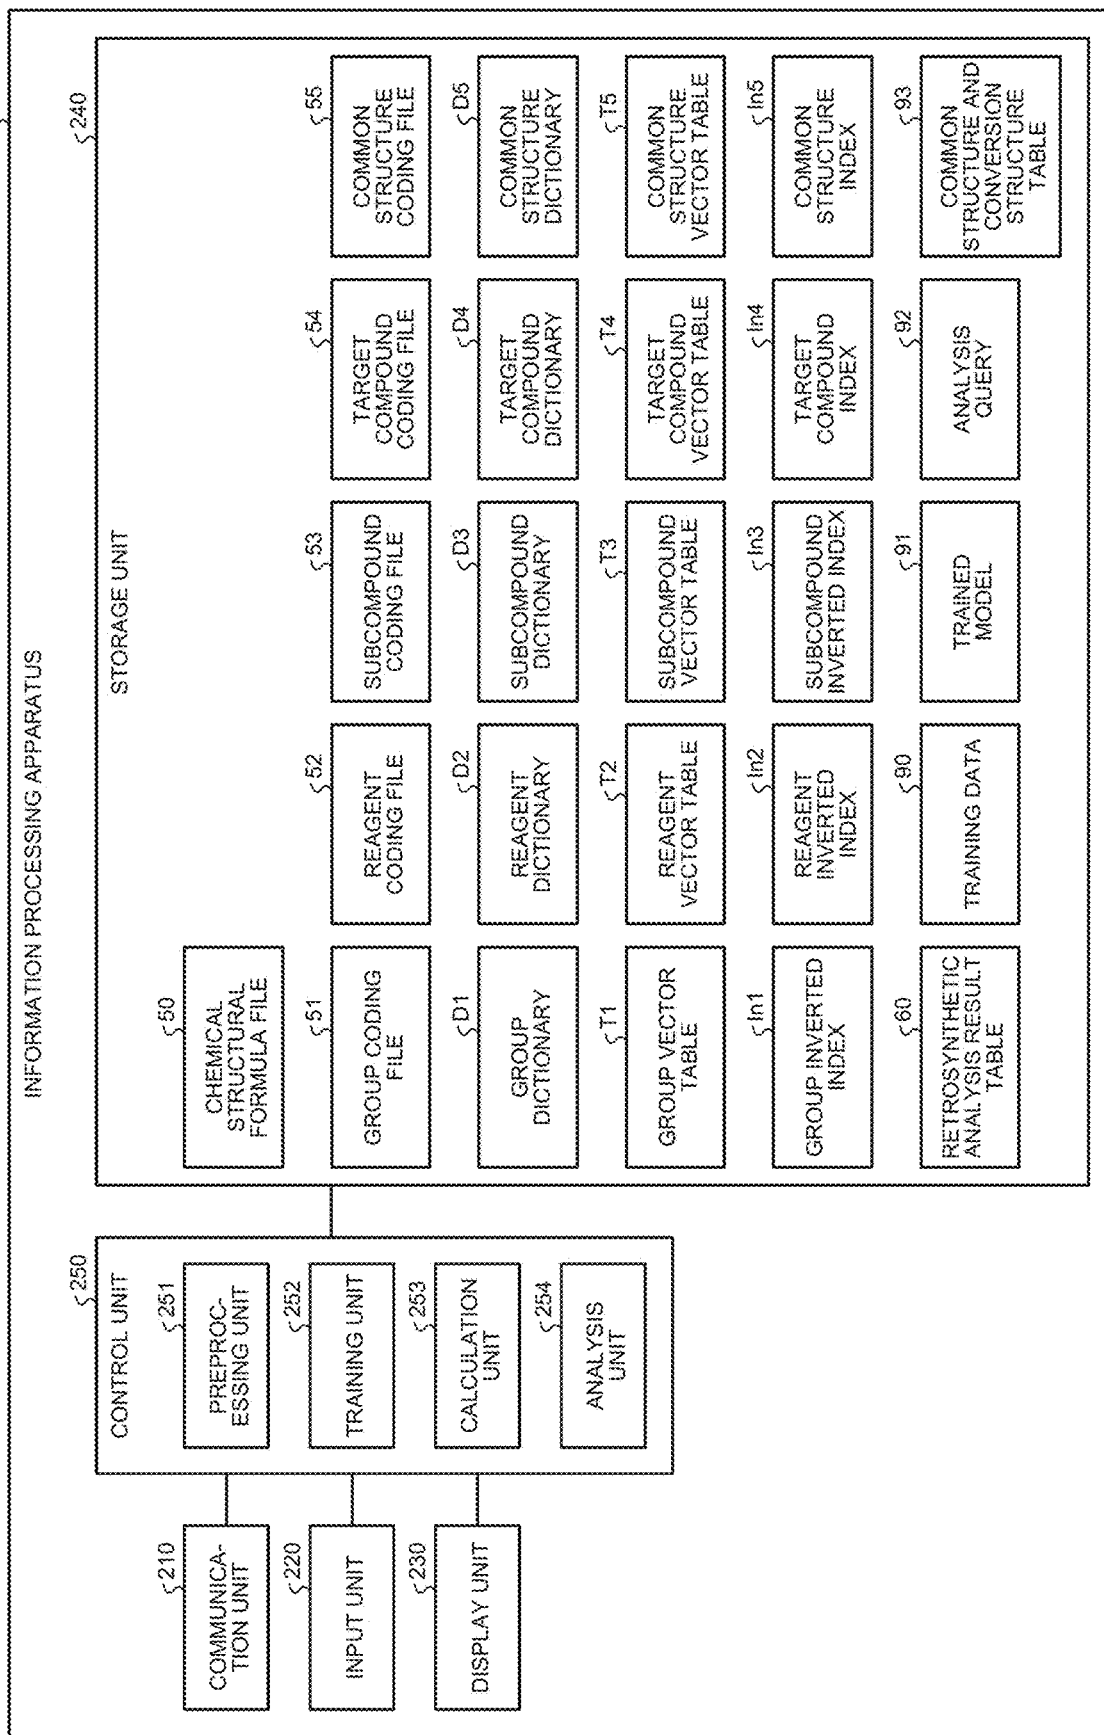 INFORMATION PROCESSING APPARATUS
210
COMMUNICA-
TION UNIT
220
INPUT UNIT
230
DISPLAY UNIT
250
CONTROL UNIT
251
PREPROC-
ESSING UNIT
252
TRAINING UNIT
253
CALCULATION
UNIT
254
ANALYSIS
UNIT
240
STORAGE UNIT
50
CHEMICAL
STRUCTURAL
FORMULA FILE
51
GROUP CODING
FILE
52
REAGENT
CODING FILE
53
SUBCOMPOUND
CODING FILE
54
TARGET
COMPOUND
CODING FILE
55
COMMON
STRUCTURE
CODING FILE
D1
GROUP
DICTIONARY
D2
REAGENT
DICTIONARY
D3
SUBCOMPOUND
DICTIONARY
D4
TARGET
COMPOUND
DICTIONARY
D5
COMMON
STRUCTURE
DICTIONARY
T1
GROUP VECTOR
TABLE
T2
REAGENT
VECTOR TABLE
T3
SUBCOMPOUND
VECTOR TABLE
T4
TARGET
COMPOUND
VECTOR TABLE
T5
COMMON
STRUCTURE
VECTOR TABLE
In1
GROUP INVERTED
INDEX
In2
REAGENT
INVERTED
INDEX
In3
SUBCOMPOUND
INVERTED INDEX
In4
TARGET
COMPOUND
INDEX
In5
COMMON
STRUCTURE
INDEX
60
RETROSYNTHETIC
ANALYSIS RESULT
TABLE
90
TRAINING DATA
91
TRAINED
MODEL
92
ANALYSIS
QUERY
93
COMMON
STRUCTURE AND
CONVERSION
STRUCTURE
TABLE